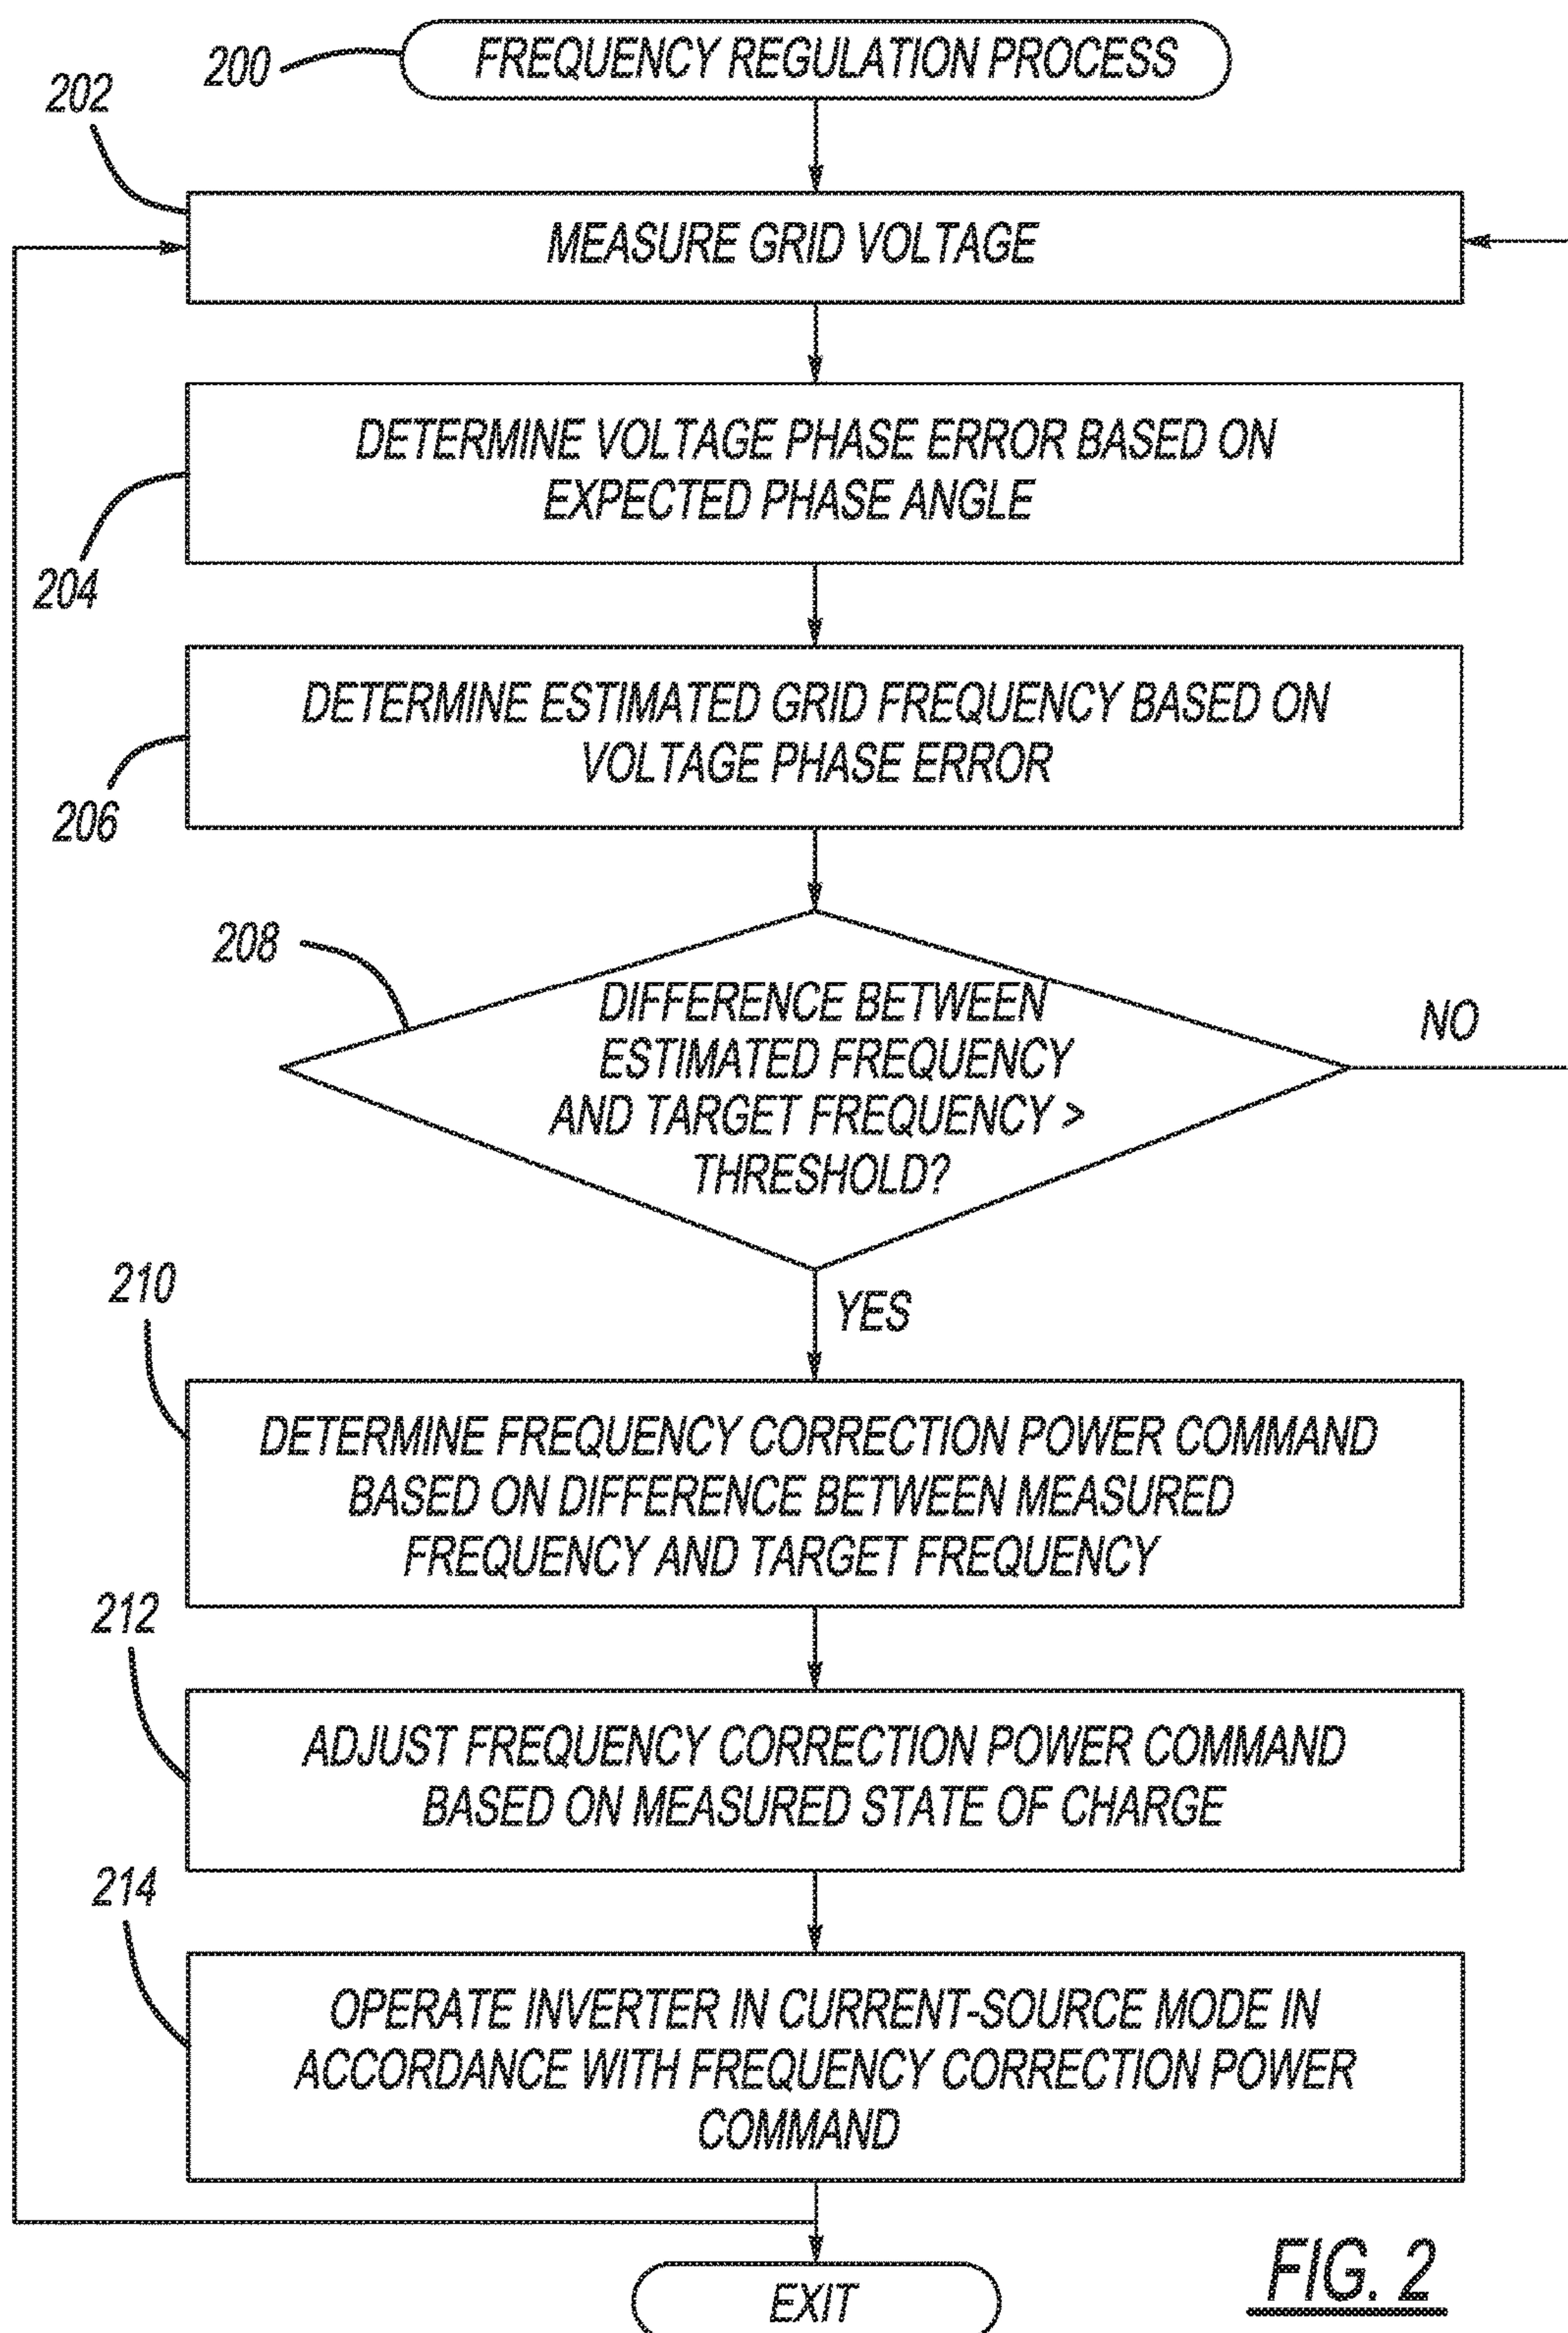 200
FREQUENCY REGULATION PROCESS
202
MEASURE GRID VOLTAGE
DETERMINE VOLTAGE PHASE ERROR BASED ON
EXPECTED PHASE ANGLE
204
DETERMINE ESTIMATED GRID FREQUENCY BASED ON
VOLTAGE PHASE ERROR
206
208
DIFFERENCE BETWEEN
ESTIMATED FREQUENCY
AND TARGET FREQUENCY >
THRESHOLD?
NO
YES
210
DETERMINE FREQUENCY CORRECTION POWER COMMAND
BASED ON DIFFERENCE BETWEEN MEASURED
FREQUENCY AND TARGET FREQUENCY
212
ADJUST FREQUENCY CORRECTION POWER COMMAND
BASED ON MEASURED STATE OF CHARGE
214
OPERATE INVERTER IN CURRENT-SOURCE MODE IN
ACCORDANCE WITH FREQUENCY CORRECTION POWER
COMMAND
EXIT
FIG. 2